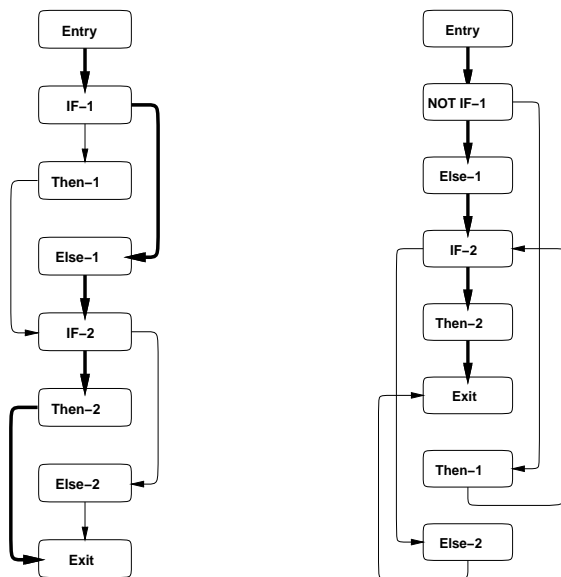 Entry
IF–1
Then–1
Else–1
IF–2
Then–2
Else–2
Exit
Entry
NOT IF–1
Else–1
IF–2
Then–2
Exit
Then–1
Else–2